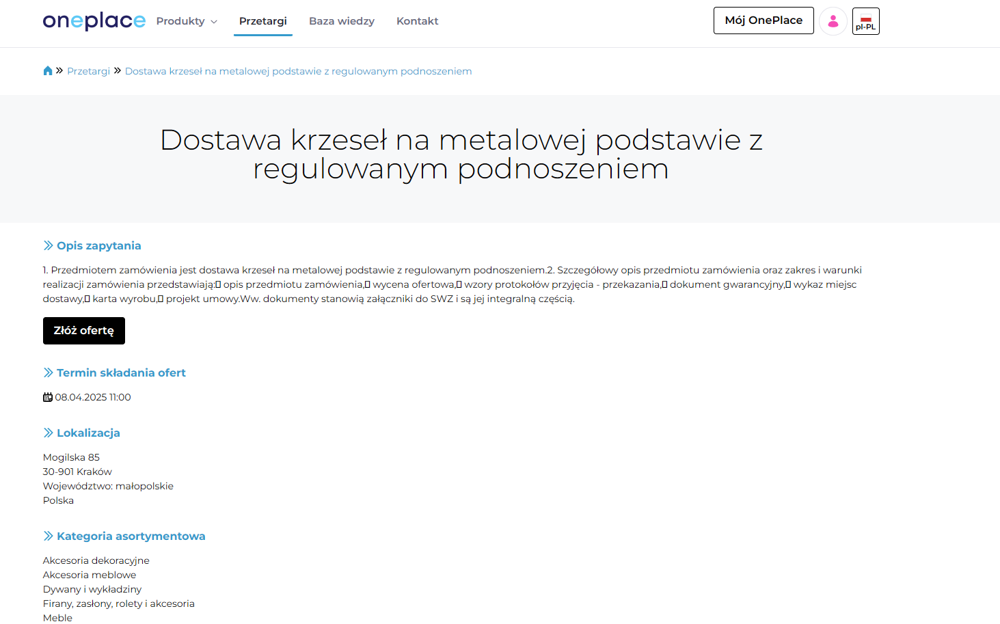 oneplace Produkty Przetargi Baza wiedzy Kontakt Mój OnePlace pl-PL
Przetargi Dostawa krzeseł na metalowej podstawie z regulowanym podnoszeniem
Dostawa krzeseł na metalowej podstawie z
regulowanym podnoszeniem
Opis zapytania
1. Przedmiotem zamówienia jest dostawa krzeseł na metalowej podstawie z regulowanym podnoszeniem.2. Szczegółowy opis przedmiotu zamówienia oraz zakres i warunki
realizacji zamówienia przedstawiają: opis przedmiotu zamówienia, wycena ofertowa, wzory protokołów przyjęcia - przekazania, dokument gwarancyjny, wykaz miejsc
dostawy, karta wyrobu, projekt umowy.Ww. dokumenty stanowią załączniki do SWZ i są jej integralną częścią.
Złóż ofertę
Termin składania ofert
08.04.2025 11:00
Lokalizacja
Mogilska 85
30-901 Kraków
Województwo: małopolskie
Polska
Kategoria asortymentowa
Akcesoria dekoracyjne
Akcesoria meblowe
Dywany i wykładziny
Firany, zasłony, rolety i akcesoria
Meble